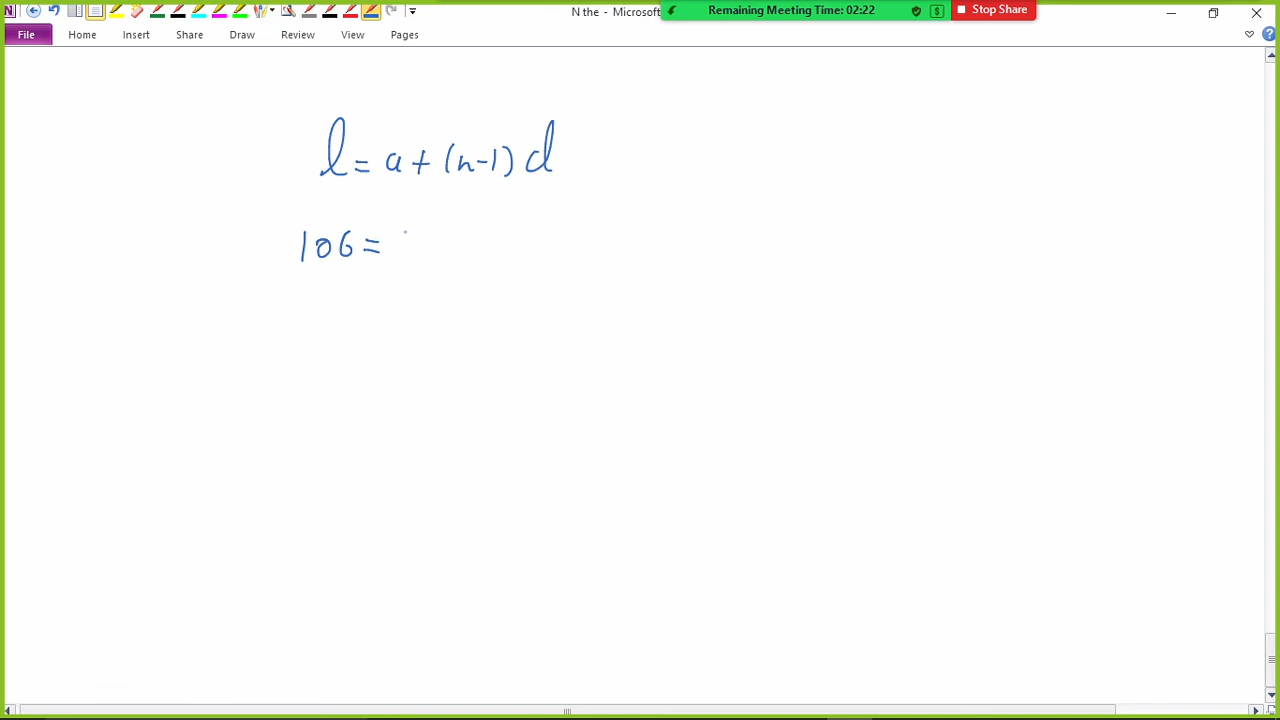 N the - Microsoft
Remaining Meeting Time: 02:22
Stop Share
File Home Insert Share Draw Review View Pages
l = a + (n-1) d
106 =